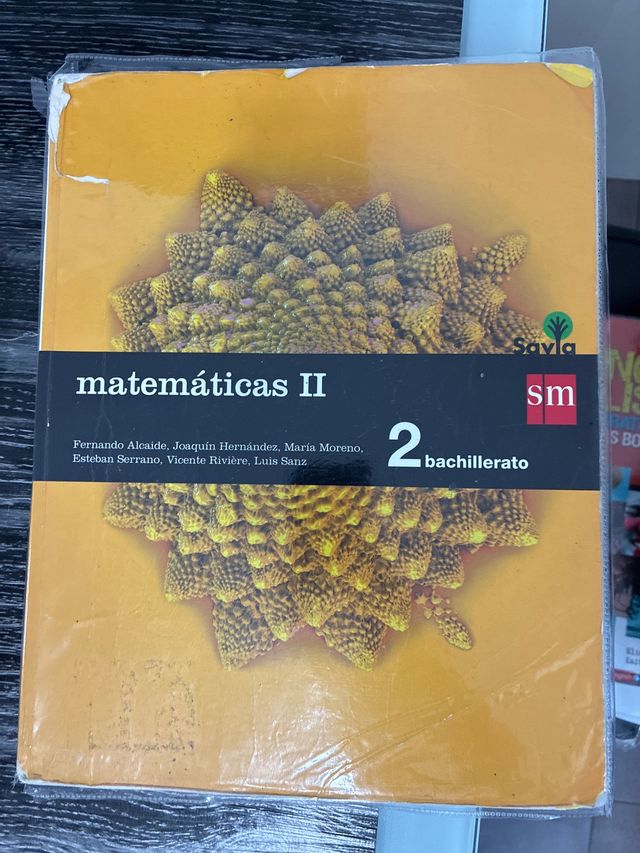 Savia
matemáticas II
sm
Fernando Alcaide, Joaquín Hernández, María Moreno,
Esteban Serrano, Vicente Rivière, Luis Sanz
2 bachillerato